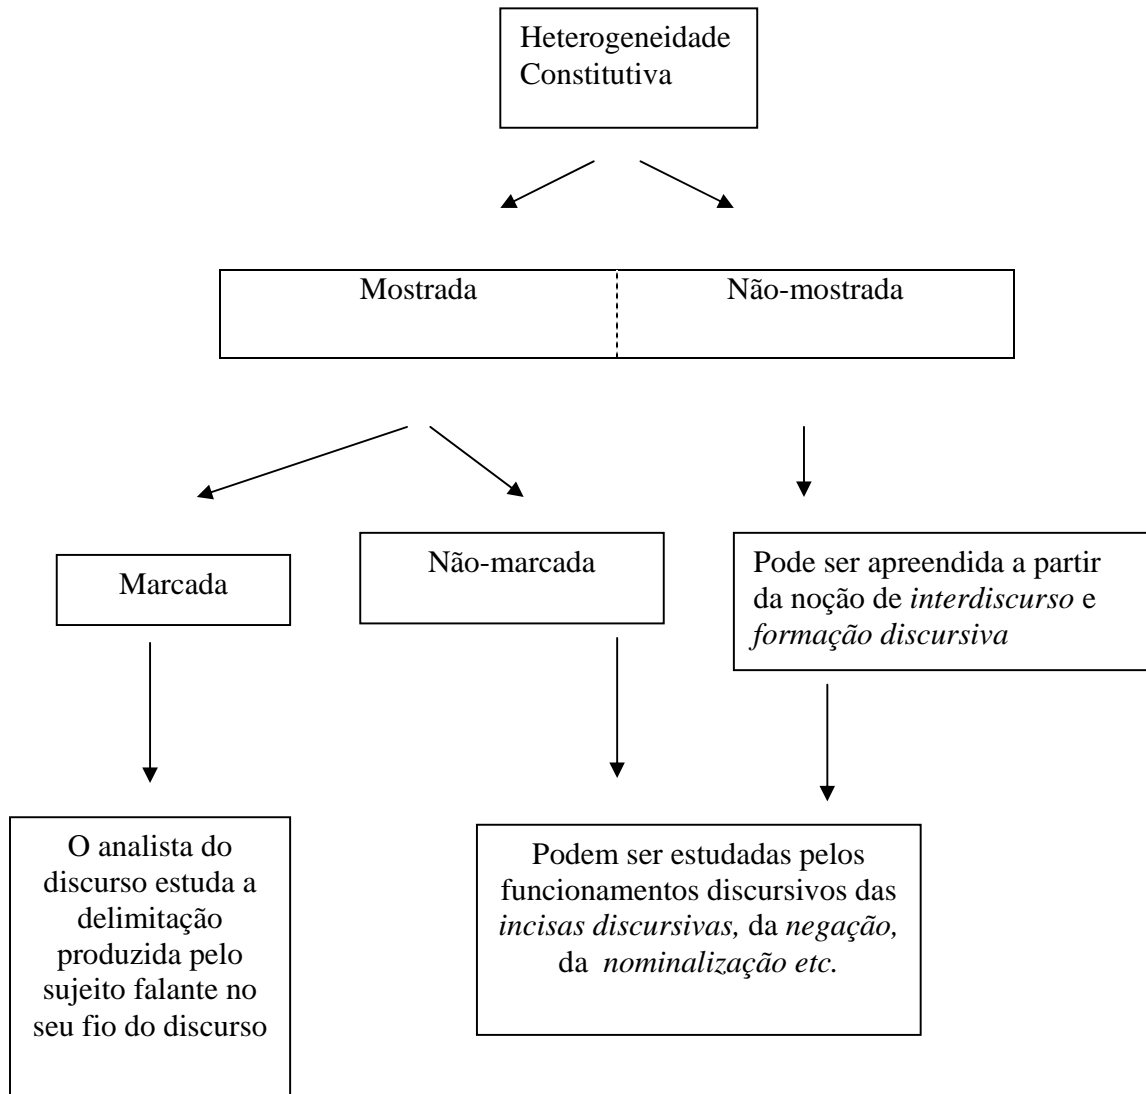 Heterogeneidade
Constitutiva
Mostrada
Não-mostrada
Marcada
Não-marcada
Pode ser apreendida a partir
da noção de interdiscurso e
formação discursiva
O analista do
discurso estuda a
delimitação
produzida pelo
sujeito falante no
seu fio do discurso
Podem ser estudadas pelos
funcionamentos discursivos das
incisas discursivas, da negação,
da nominalização etc.